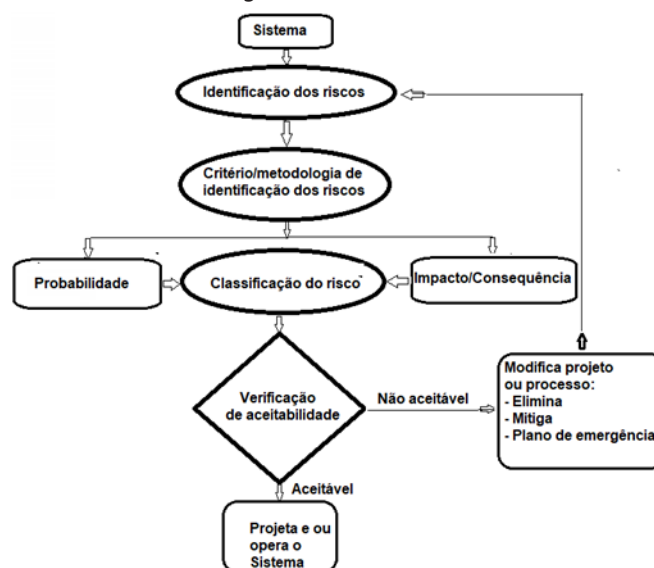 Sistema
Identificação dos riscos
Critério/metodologia de
identificação dos riscos
Probabilidade
Classificação do risco
Impacto/Consequência
Verificação
de aceitabilidade
Não aceitável
Modifica projeto
ou processo:
- Elimina
- Mitiga
- Plano de emergência
Aceitável
Projeta e ou
opera o
Sistema